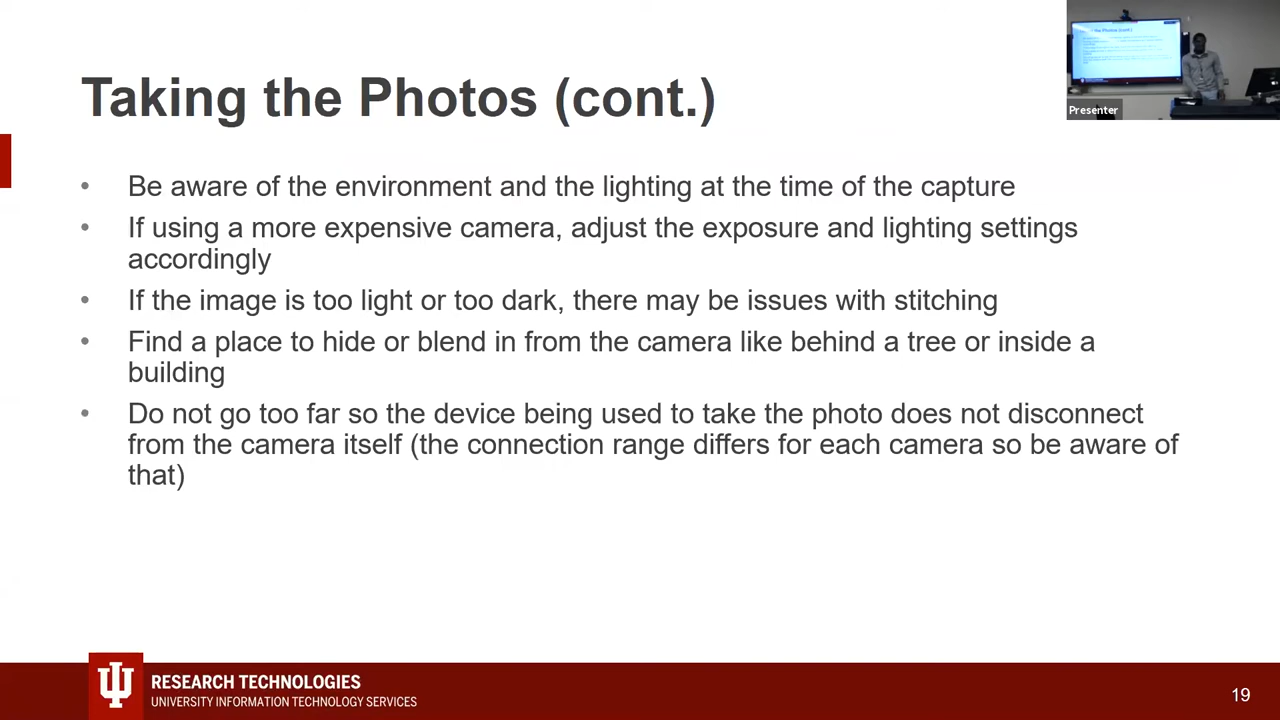 Taking the Photos (cont.)
Presenter
• Be aware of the environment and the lighting at the time of the capture
• If using a more expensive camera, adjust the exposure and lighting settings
accordingly
• If the image is too light or too dark, there may be issues with stitching
• Find a place to hide or blend in from the camera like behind a tree or inside a
building
• Do not go too far so the device being used to take the photo does not disconnect
from the camera itself (the connection range differs for each camera so be aware of
that)
RESEARCH TECHNOLOGIES
UNIVERSITY INFORMATION TECHNOLOGY SERVICES
19